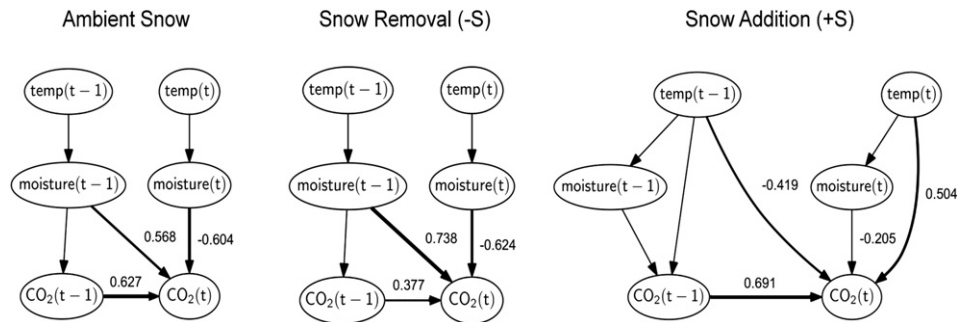 Ambient Snow
Snow Removal (-S)
Snow Addition (+S)
temp(t − 1)
temp(t)
moisture(t − 1)
moisture(t)
0.568
-0.604
0.627
CO₂(t − 1)
CO₂(t)
temp(t − 1)
temp(t)
moisture(t − 1)
moisture(t)
0.738
-0.624
0.377
CO₂(t − 1)
CO₂(t)
temp(t − 1)
temp(t)
moisture(t − 1)
moisture(t)
-0.419
0.504
-0.205
0.691
CO₂(t − 1)
CO₂(t)